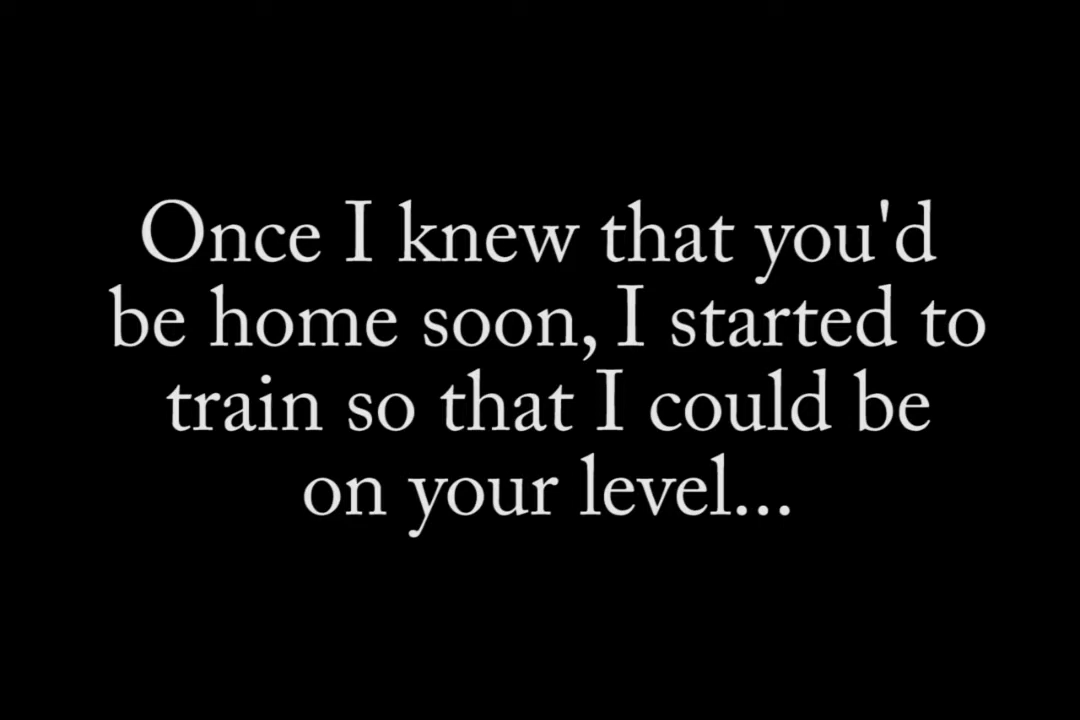 Once I knew that you'd
be home soon, I started to
train so that I could be
on your level...